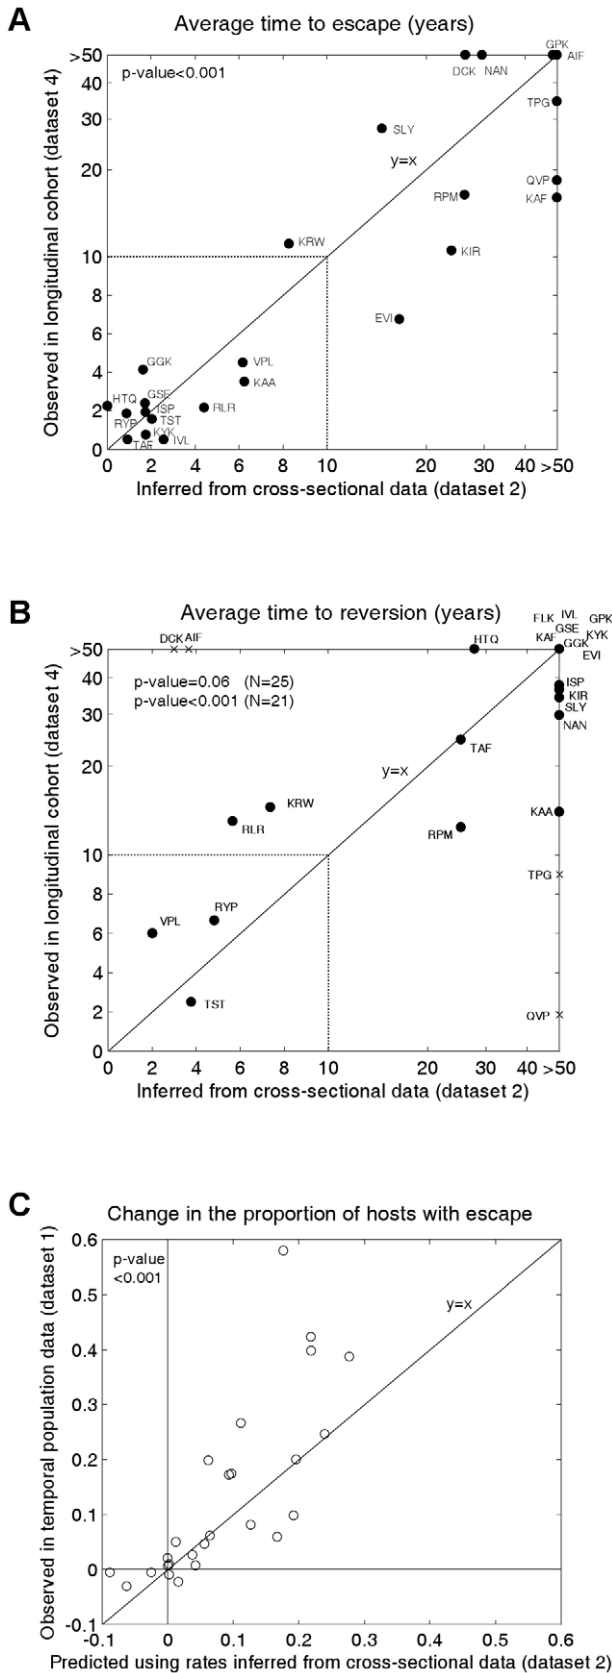 A
Average time to escape (years)
Observed in longitudinal cohort (dataset 4)
>50
40
30
20
10
8
6
4
2
0
p-value<0.001
GPK
AIF
DCK
NAN
TPG
SLY
y=x
QVP
RPM
KAF
KRW
KIR
EVI
GGK
VPL
KAA
HTQ
GSE
ISP
RLR
RYP
TST
KYK
TAF
IVL
0 2 4 6 8 10 20 30 40 >50
Inferred from cross-sectional data (dataset 2)
B
Average time to reversion (years)
Observed in longitudinal cohort (dataset 4)
>50
40
30
20
10
8
6
4
2
0
p-value=0.06 (N=25)
p-value<0.001 (N=21)
DCK AIF
HTQ
FLK
IVL
GPK
GSE
KYK
KAF
GGK
EVI
ISP
KIR
SLY
NAN
TAF
y=x
KRW
RLR
RPM
KAA
TPG
RYP
VPL
TST
QVP
0 2 4 6 8 10 20 30 40 >50
Inferred from cross-sectional data (dataset 2)
C
Change in the proportion of hosts with escape
Observed in temporal population data (dataset 1)
0.6
0.5
0.4
0.3
0.2
0.1
0
-0.1
p-value
<0.001
y=x
-0.1 0 0.1 0.2 0.3 0.4 0.5 0.6
Predicted using rates inferred from cross-sectional data (dataset 2)